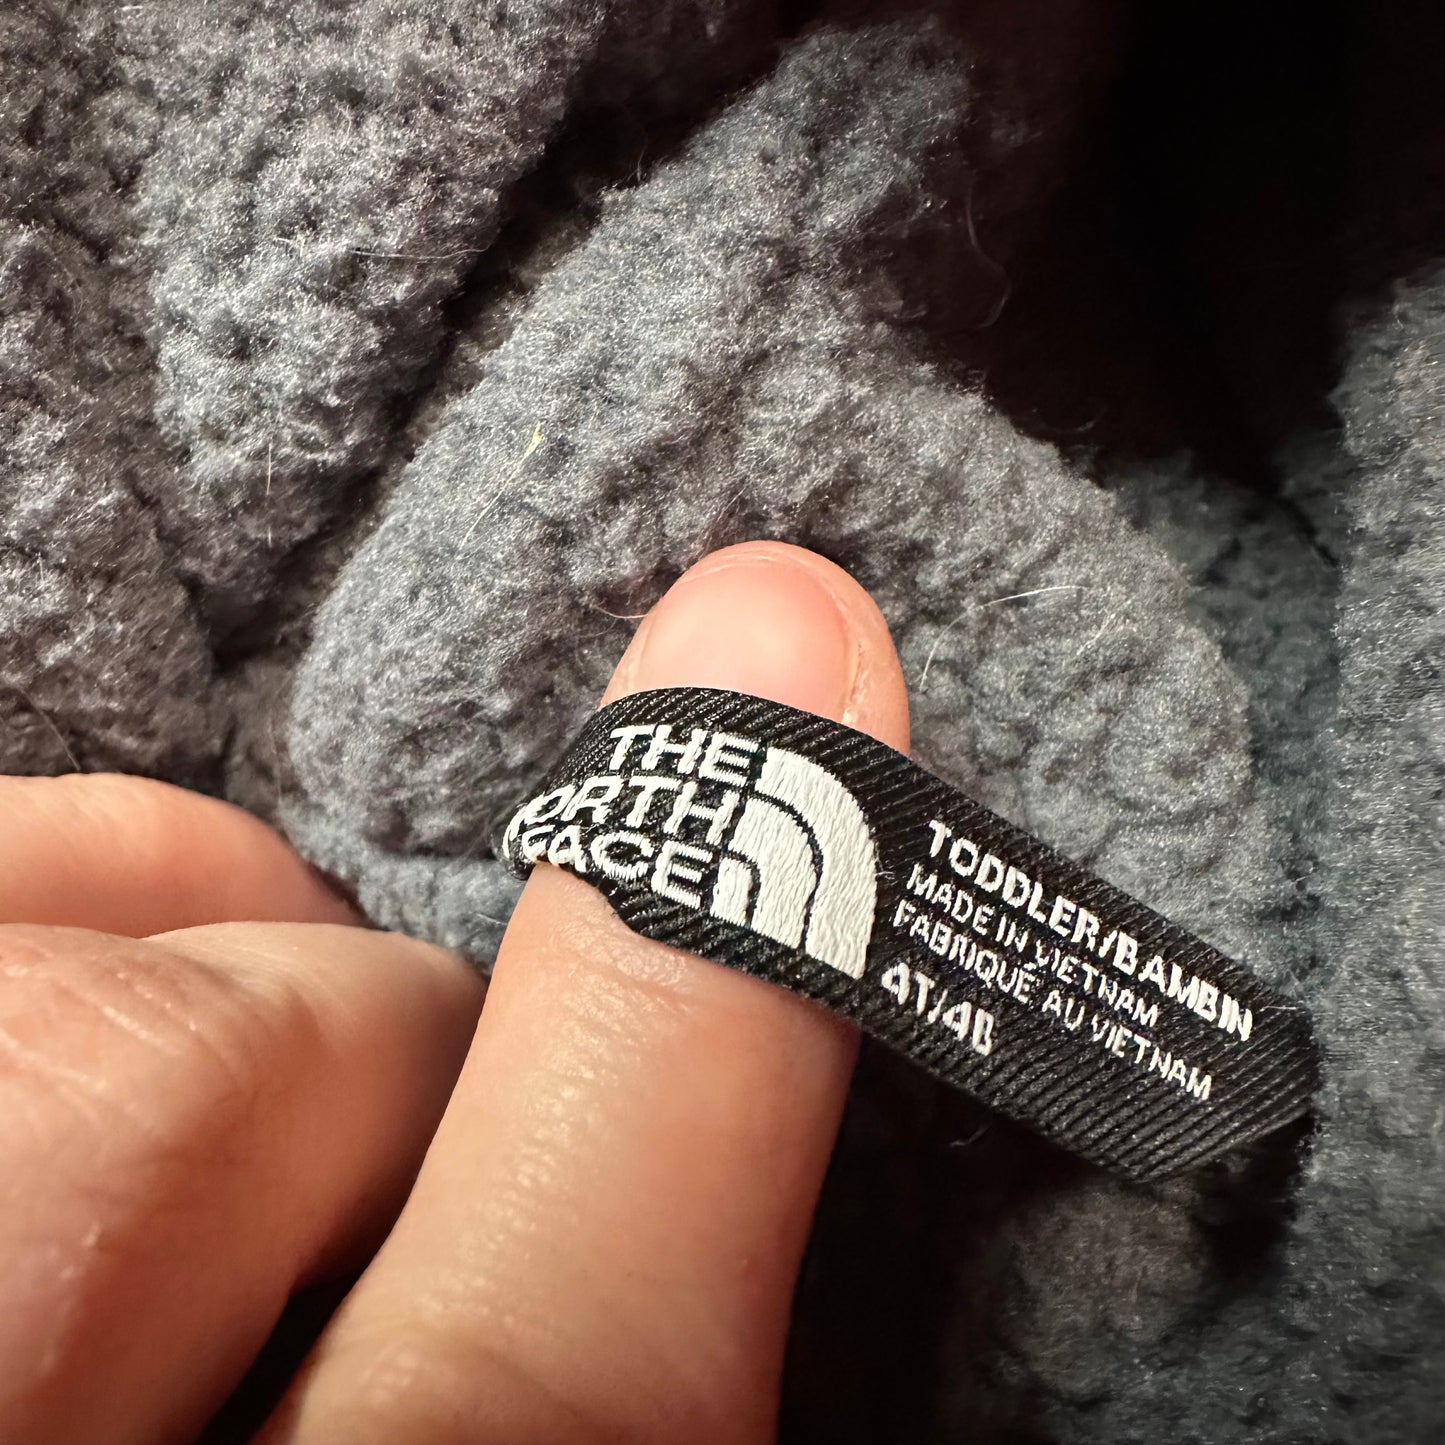 THE
NORTH
FACE
TODDLER/BAMBIN
MADE IN VIETNAM
FABRIQUÉ AU VIETNAM
4T/4B